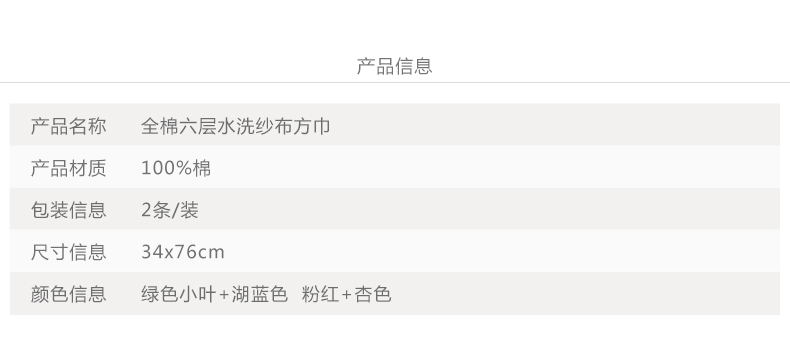 产品信息
产品名称 全棉六层水洗纱布方巾
产品材质 100%棉
包装信息 2条/装
尺寸信息 34x76cm
颜色信息 绿色小叶+湖蓝色 粉红+杏色